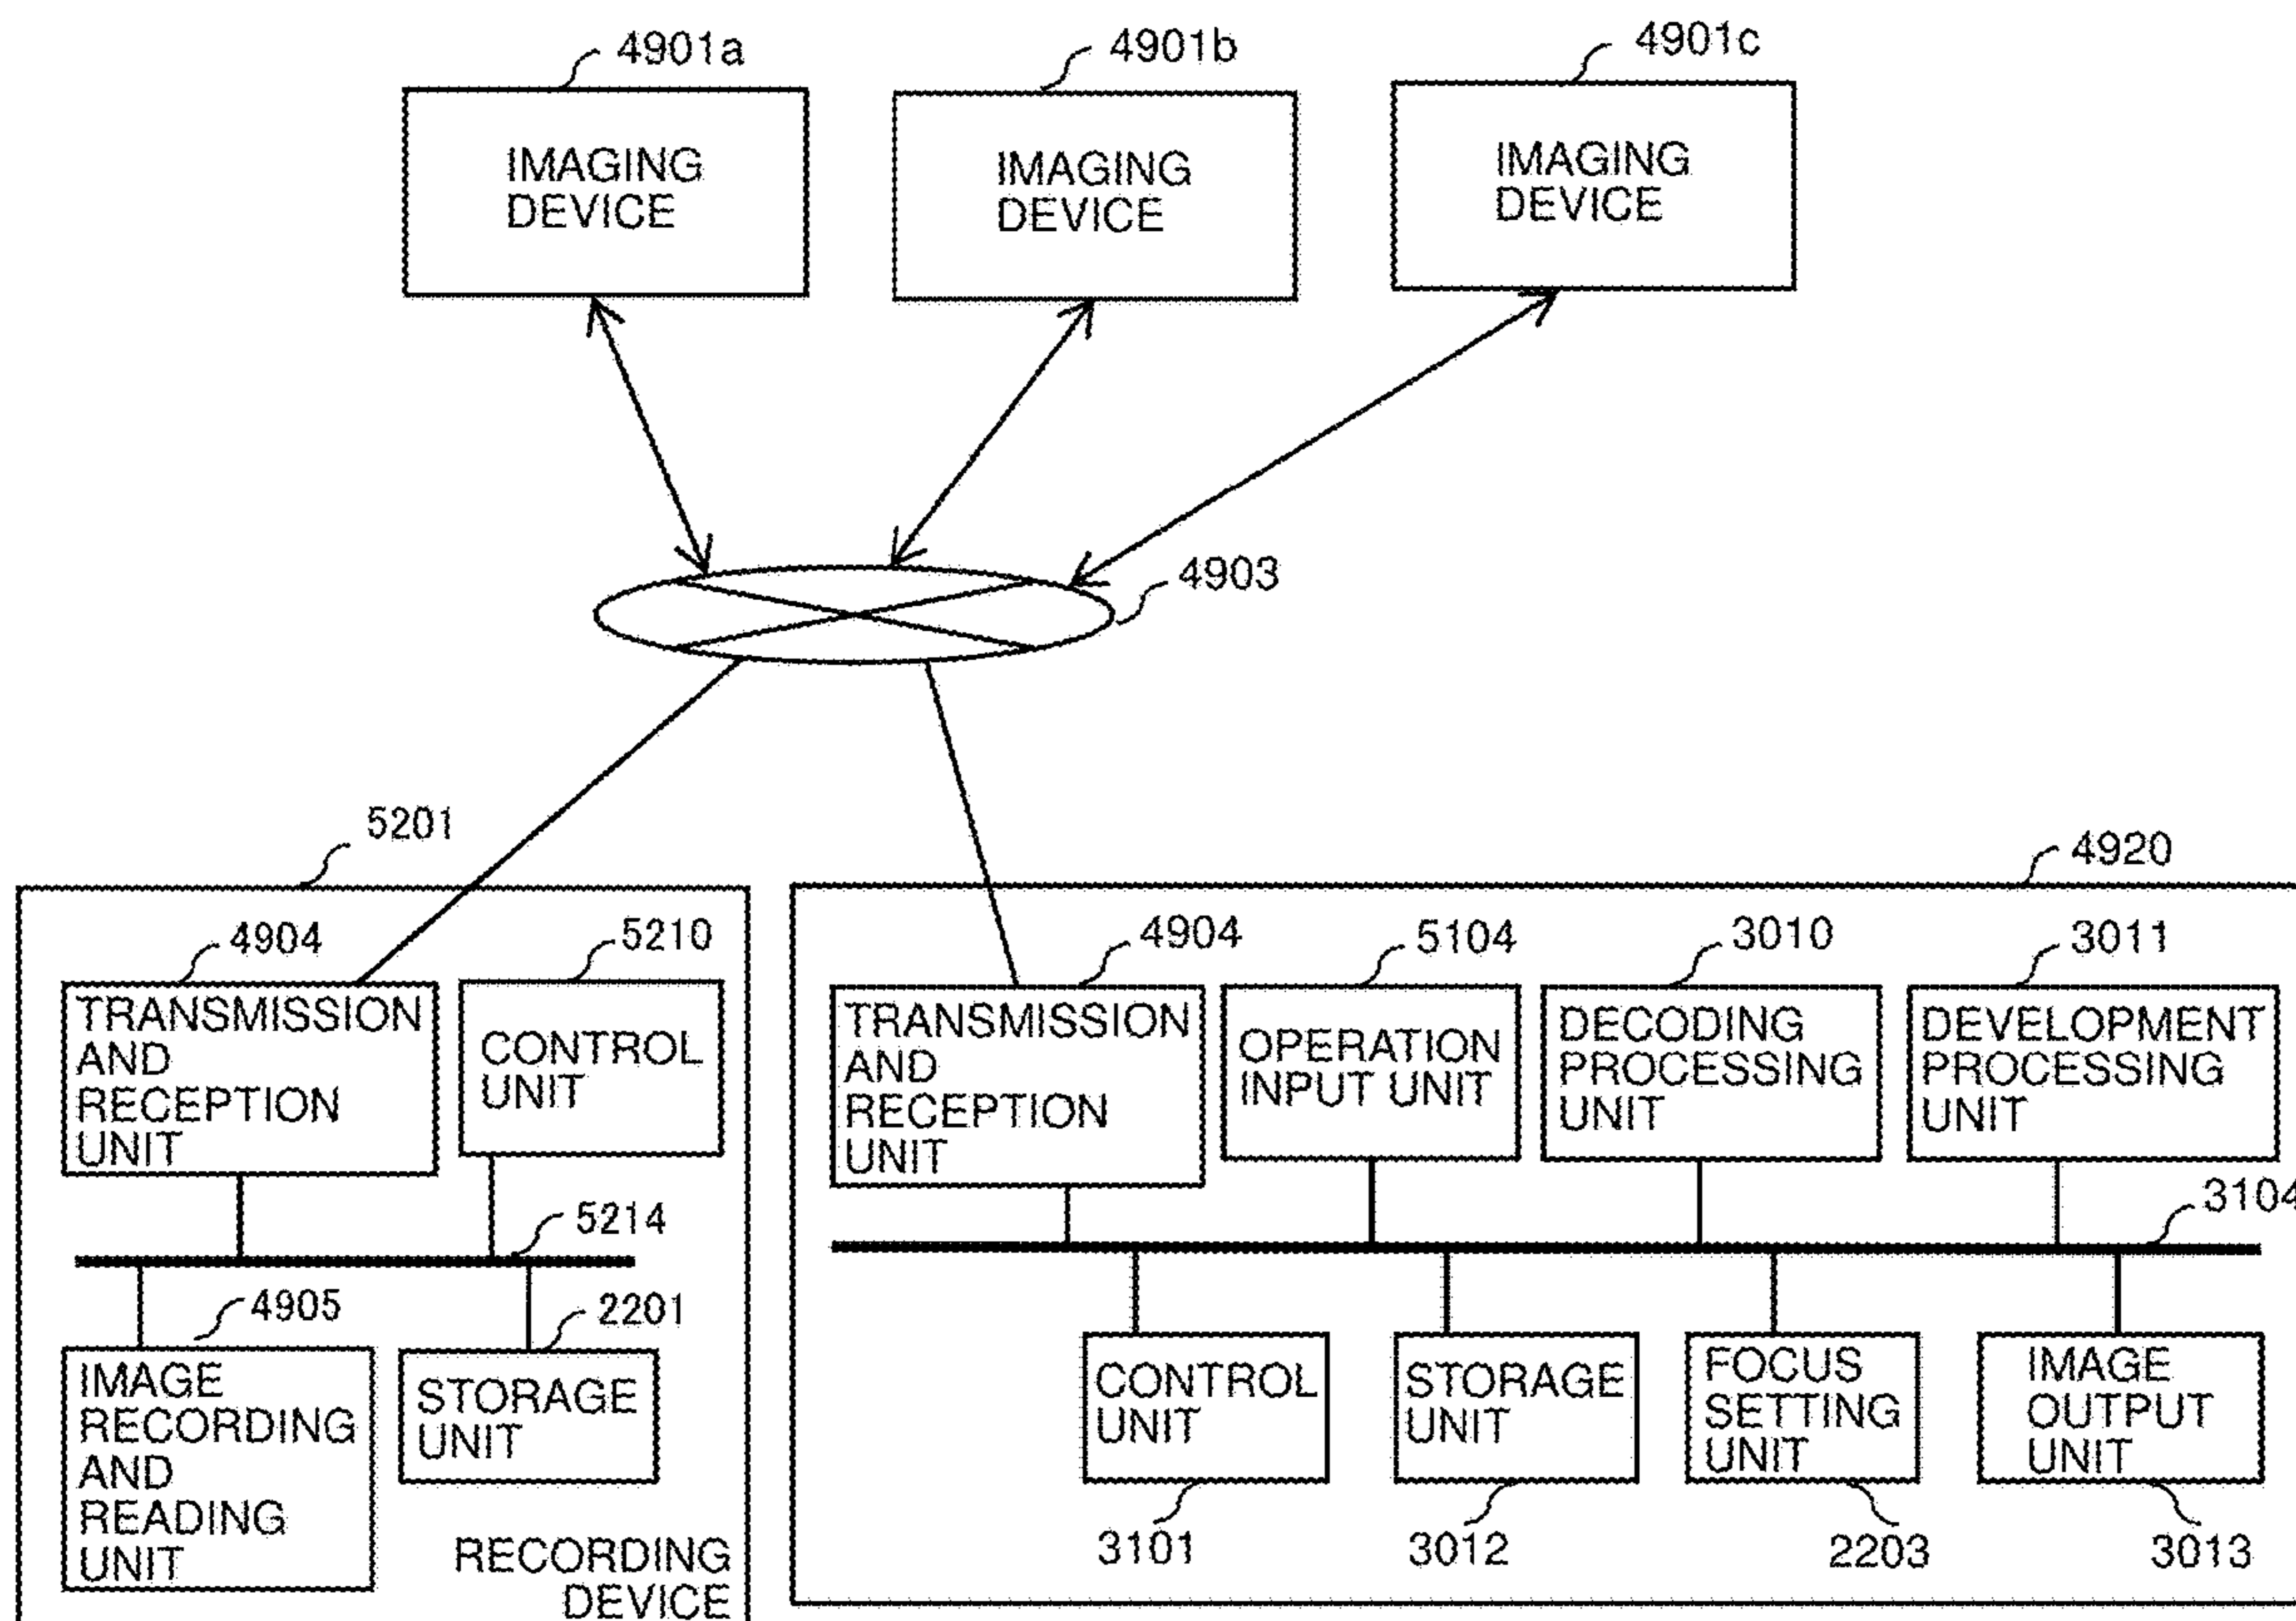 4901a
4901b
4901c
IMAGING
DEVICE
IMAGING
DEVICE
IMAGING
DEVICE
4903
5201
4920
4904
5210
TRANSMISSION
AND
RECEPTION
UNIT
CONTROL
UNIT
5214
4905
2201
IMAGE
RECORDING
AND
READING
UNIT
STORAGE
UNIT
RECORDING
DEVICE
4904
5104
3010
3011
TRANSMISSION
AND
RECEPTION
UNIT
OPERATION
INPUT UNIT
DECODING
PROCESSING
UNIT
DEVELOPMENT
PROCESSING
UNIT
3104
CONTROL
UNIT
STORAGE
UNIT
FOCUS
SETTING
UNIT
IMAGE
OUTPUT
UNIT
3101
3012
2203
3013